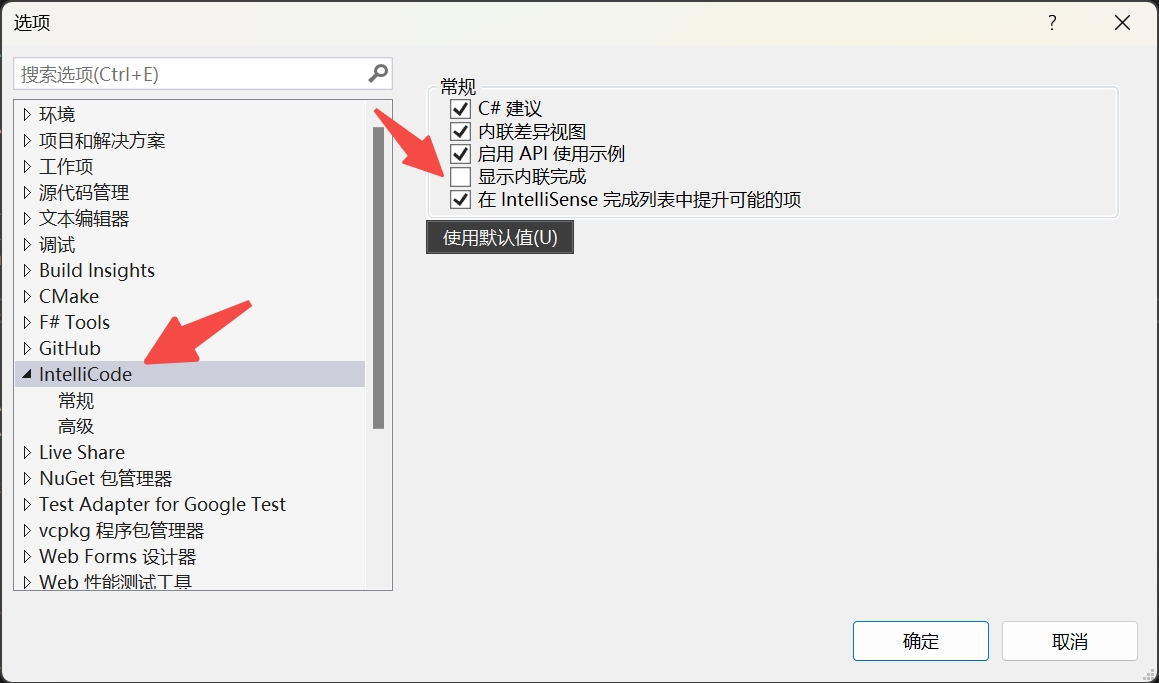 选项
?
搜索选项(Ctrl+E)
环境
项目和解决方案
工作项
源代码管理
文本编辑器
调试
Build Insights
CMake
F# Tools
GitHub
IntelliCode
常规
高级
Live Share
NuGet 包管理器
Test Adapter for Google Test
vcpkg 程序包管理器
Web Forms 设计器
Web 性能测试工具
常规
C# 建议
内联差异视图
启用 API 使用示例
显示内联完成
在 IntelliSense 完成列表中提升可能的项
使用默认值(U)
确定
取消